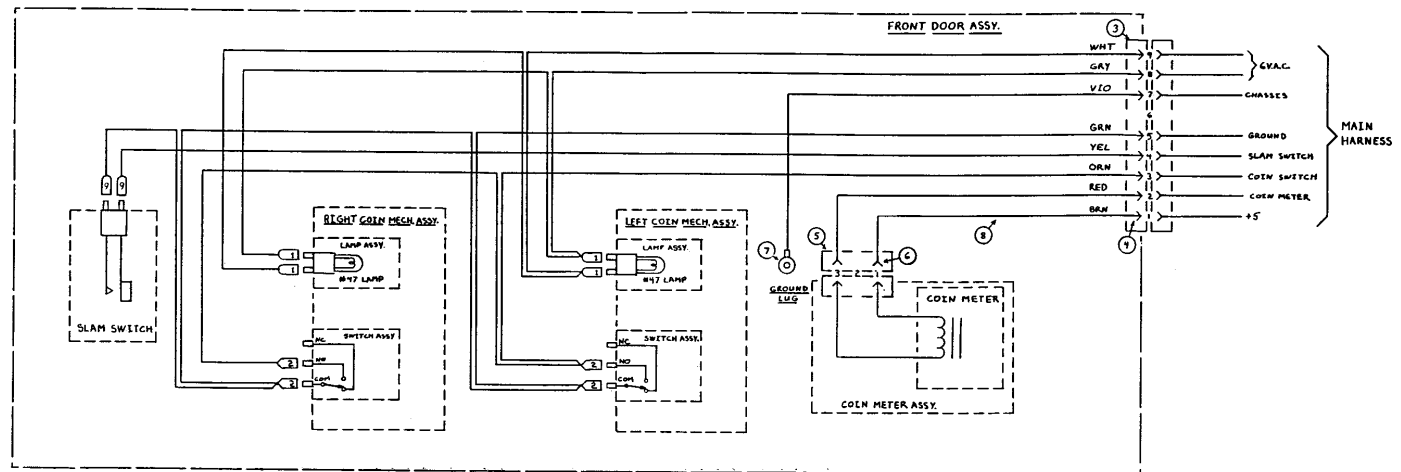 FRONT DOOR ASSY.
3
WHT
9
6 V.A.C.
GRY
8
VIO
7
CHASSIS
6
GRN
5
GROUND
YEL
4
SLAM SWITCH
ORN
3
COIN SWITCH
RED
2
COIN METER
BRN
1
+5
MAIN
HARNESS
8
4
9
9
SLAM SWITCH
RIGHT COIN MECH. ASSY.
LAMP ASSY.
1
1
#47 LAMP
SWITCH ASSY
NC
2
NO
2
COM
LEFT COIN MECH. ASSY.
LAMP ASSY.
1
1
#47 LAMP
SWITCH ASSY.
NC
2
NO
2
COM
7
GROUND
LUG
5
6
3
2
1
COIN METER
COIN METER ASSY.